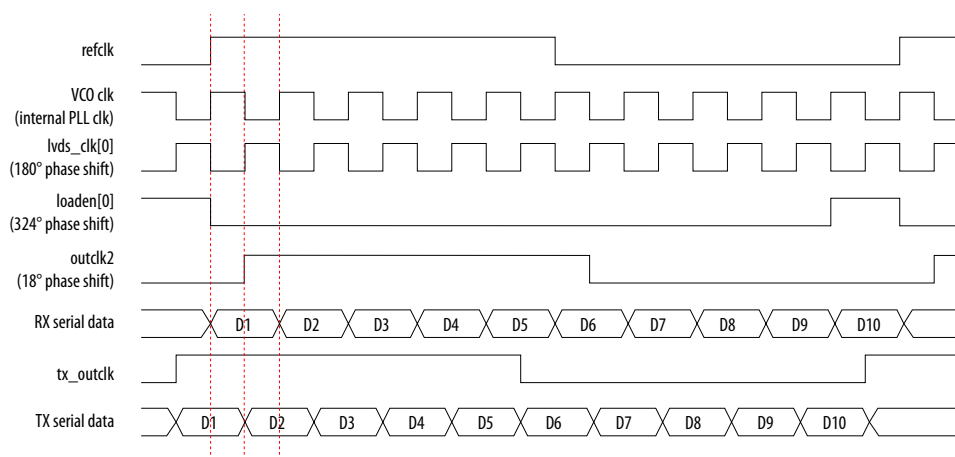 refclk
VCO clk
(internal PLL clk)
lvds_clk[0]
(180° phase shift)
loaden[0]
(324° phase shift)
outclk2
(18° phase shift)
RX serial data
D1 D2 D3 D4 D5 D6 D7 D8 D9 D10
tx_outclk
TX serial data
D1 D2 D3 D4 D5 D6 D7 D8 D9 D10